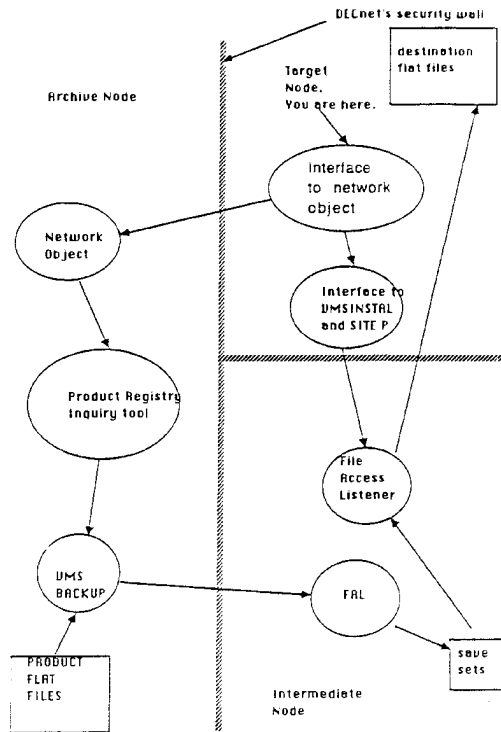 DECnet's security wall
destination
flat files
Target
Node.
You are here.
Archive Node
Interface
to network
object
Network
Object
Interface to
VMSINSTAL
and SITE P
Product Registry
Inquiry tool
File
Access
Listener
VMS
BACKUP
FAL
PRODUCT
FLAT
FILES
save
sets
Intermediate
Node